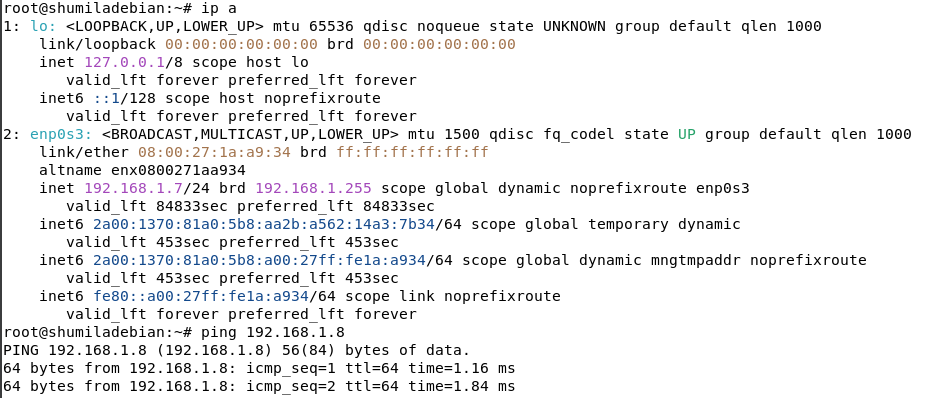 root@shumiladebian:~# ip a
1: lo: <LOOPBACK,UP,LOWER_UP> mtu 65536 qdisc noqueue state UNKNOWN group default qlen 1000
    link/loopback 00:00:00:00:00:00 brd 00:00:00:00:00:00
    inet 127.0.0.1/8 scope host lo
       valid_lft forever preferred_lft forever
    inet6 ::1/128 scope host noprefixroute
       valid_lft forever preferred_lft forever
2: enp0s3: <BROADCAST,MULTICAST,UP,LOWER_UP> mtu 1500 qdisc fq_codel state UP group default qlen 1000
    link/ether 08:00:27:1a:a9:34 brd ff:ff:ff:ff:ff:ff
    altname enx0800271aa934
    inet 192.168.1.7/24 brd 192.168.1.255 scope global dynamic noprefixroute enp0s3
       valid_lft 84833sec preferred_lft 84833sec
    inet6 2a00:1370:81a0:5b8:aa2b:a562:14a3:7b34/64 scope global temporary dynamic
       valid_lft 453sec preferred_lft 453sec
    inet6 2a00:1370:81a0:5b8:a00:27ff:fe1a:a934/64 scope global dynamic mngtmpaddr noprefixroute
       valid_lft 453sec preferred_lft 453sec
    inet6 fe80::a00:27ff:fe1a:a934/64 scope link noprefixroute
       valid_lft forever preferred_lft forever
root@shumiladebian:~# ping 192.168.1.8
PING 192.168.1.8 (192.168.1.8) 56(84) bytes of data.
64 bytes from 192.168.1.8: icmp_seq=1 ttl=64 time=1.16 ms
64 bytes from 192.168.1.8: icmp_seq=2 ttl=64 time=1.84 ms